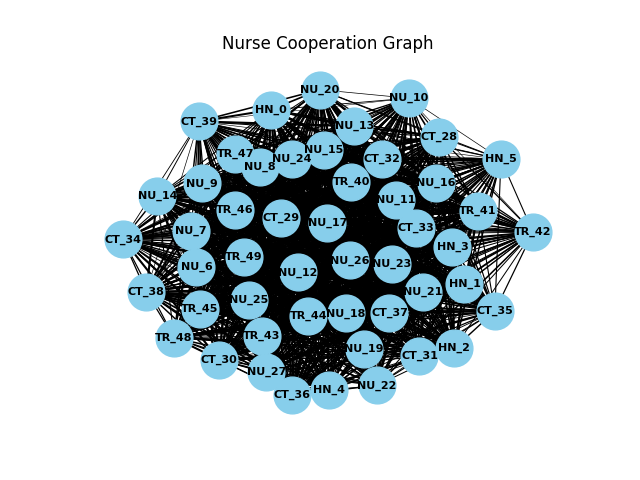 Nurse Cooperation Graph
NU_20
NU_10
HN_0
CT_39
NU_13
CT_28
TR_47
NU_15
NU_24
CT_32
HN_5
NU_8
NU_9
TR_40
NU_16
NU_14
NU_11
TR_46
TR_41
CT_29
NU_17
CT_33
NU_7
TR_42
CT_34
HN_3
TR_49
NU_26
NU_23
NU_6
NU_12
HN_1
CT_38
NU_21
NU_25
TR_45
CT_35
NU_18
CT_37
TR_44
TR_43
TR_48
HN_2
NU_19
CT_31
CT_30
NU_27
NU_22
HN_4
CT_36